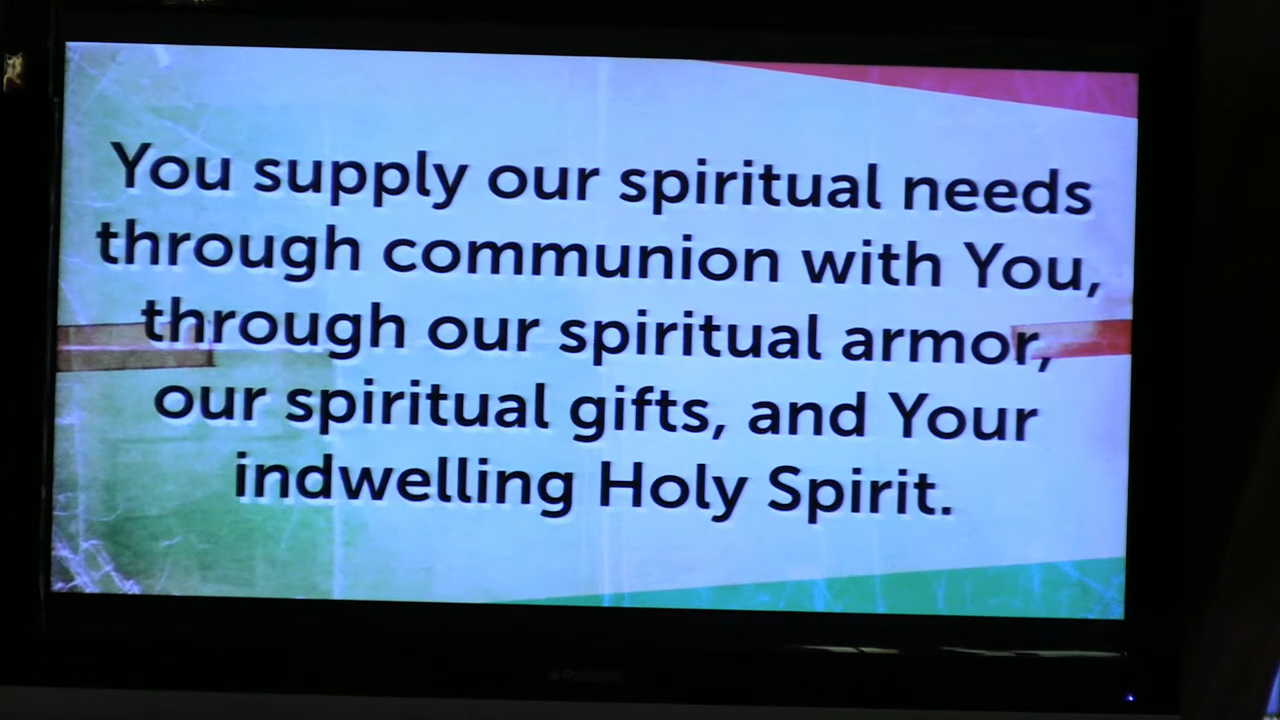 You supply our spiritual needs
through communion with You,
through our spiritual armor,
our spiritual gifts, and Your
indwelling Holy Spirit.